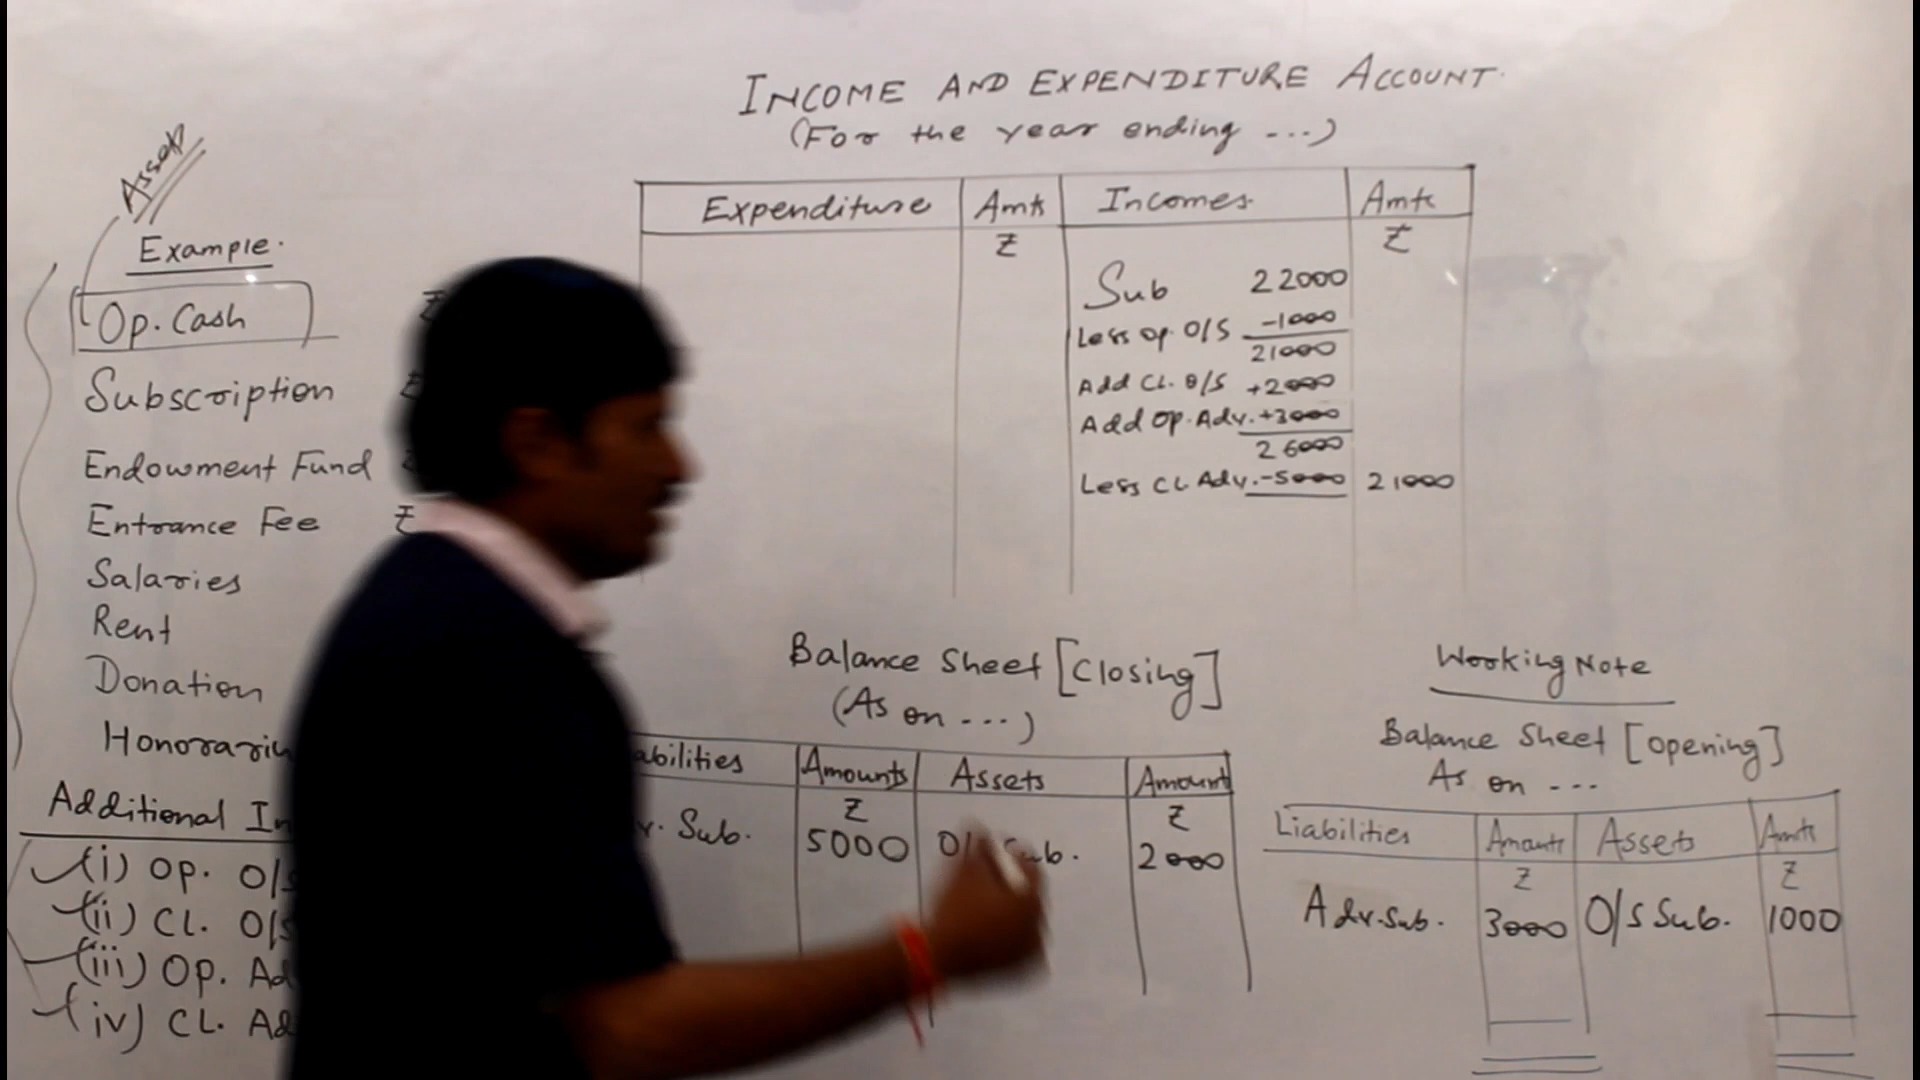 INCOME AND EXPENDITURE ACCOUNT.
(For the year ending ---)
Assets
Example.
Op. Cash ₹
Subscription ₹
Endowment Fund
Entrance Fee ₹
Salaries
Rent
Donation
Additional
(i) Op. O/S
(ii) CL. O/S
(iii) Op. Ad
(iv) CL. Ad
Expenditure Amt Incomes. Amt
₹ ₹
Sub 22000
Less Op. O/S -1000
21000
Add CL. O/S +2000
Add Op. Adv. +3000
26000
Less CL Adv. -5000 21000
Balance Sheet [Closing]
(As on ---)
Amounts Assets Amount
₹ ₹
Sub. 5000 2000
Working Note
Balance Sheet [Opening]
As on ---
Liabilities Amount Assets Amt
₹ ₹
Adv. Sub. 3000 O/S Sub. 1000